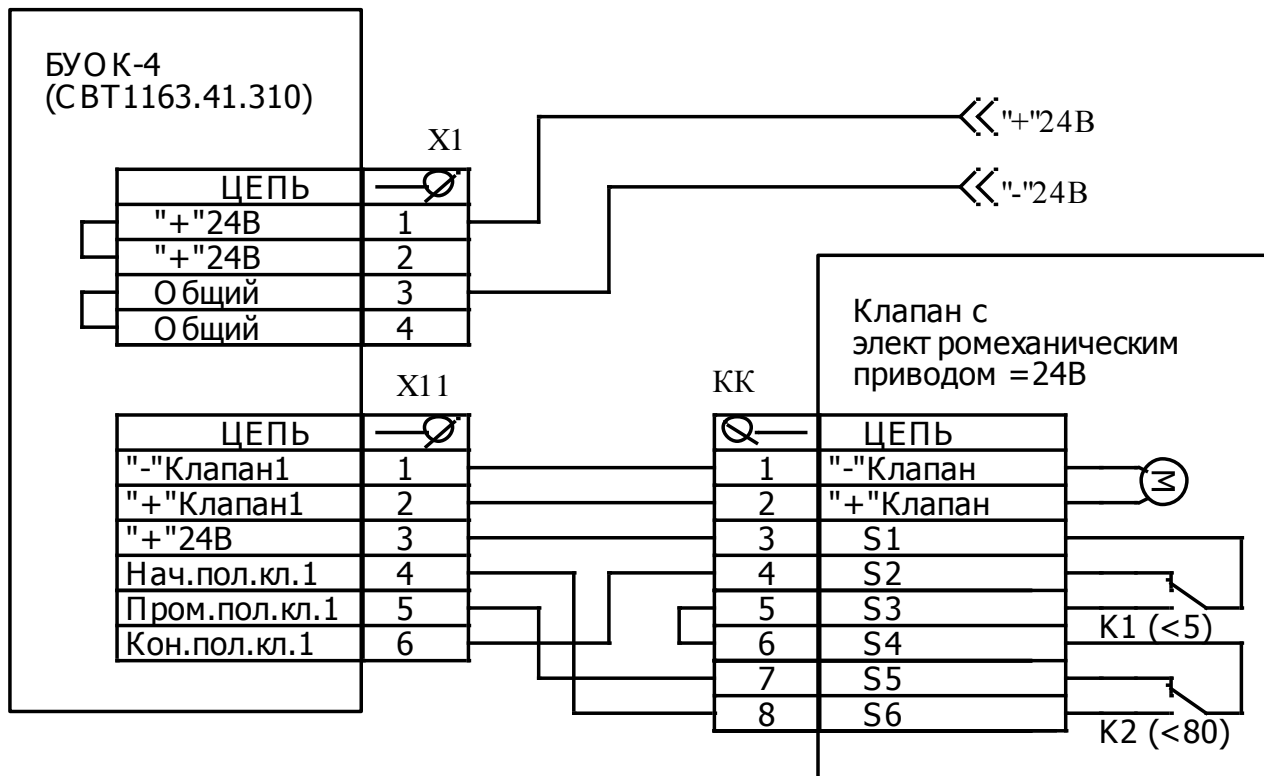 БУОК-4
(СВТ1163.41.310)
X1
"+"24В
"-"24В
ЦЕПЬ
"+"24В 1
"+"24В 2
Общий 3
Общий 4
Клапан с
электромеханическим
приводом =24В
X11
КК
ЦЕПЬ
"-"Клапан1 1
"+"Клапан1 2
"+"24В 3
Нач.пол.кл.1 4
Пром.пол.кл.1 5
Кон.пол.кл.1 6
ЦЕПЬ
1 "-"Клапан
2 "+"Клапан
3 S1
4 S2
5 S3
6 S4
7 S5
8 S6
M
K1 (<5)
K2 (<80)